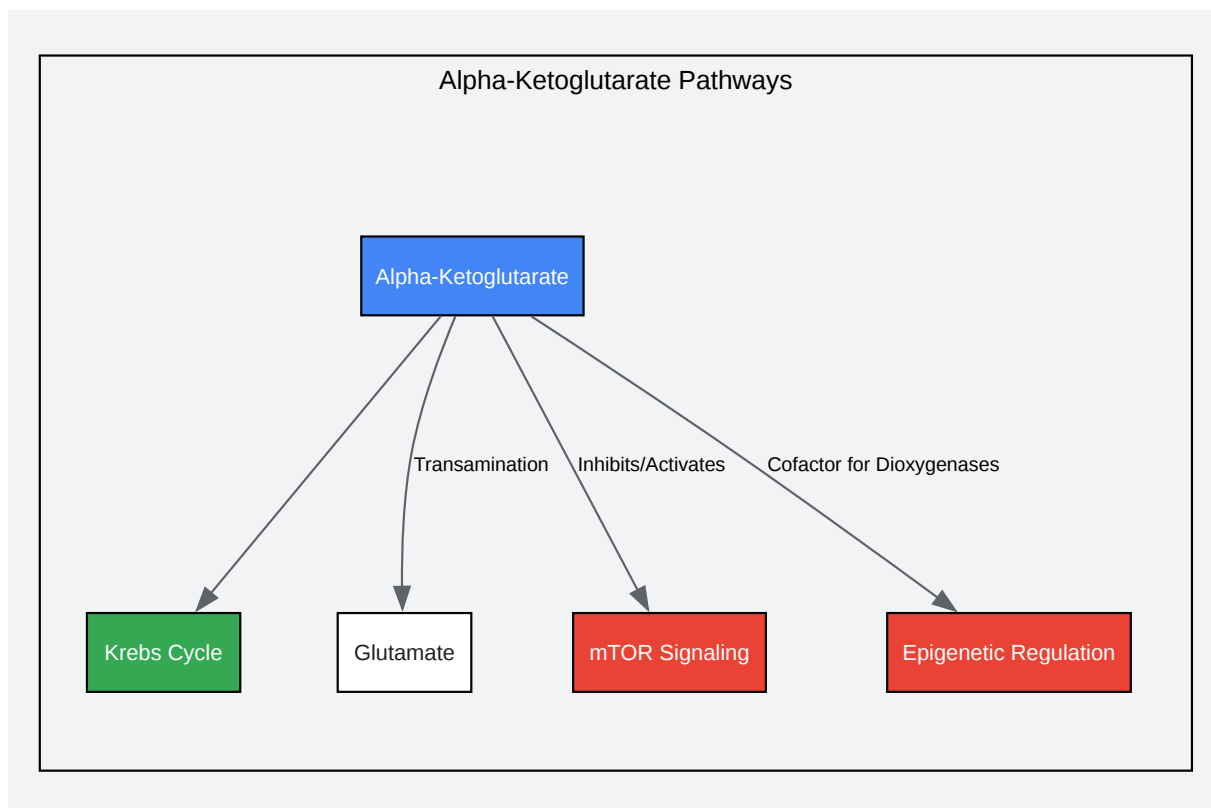 Alpha-Ketoglutarate Pathways
Alpha-Ketoglutarate
Transamination
Inhibits/Activates
Cofactor for Dioxygenases
Krebs Cycle
Glutamate
mTOR Signaling
Epigenetic Regulation